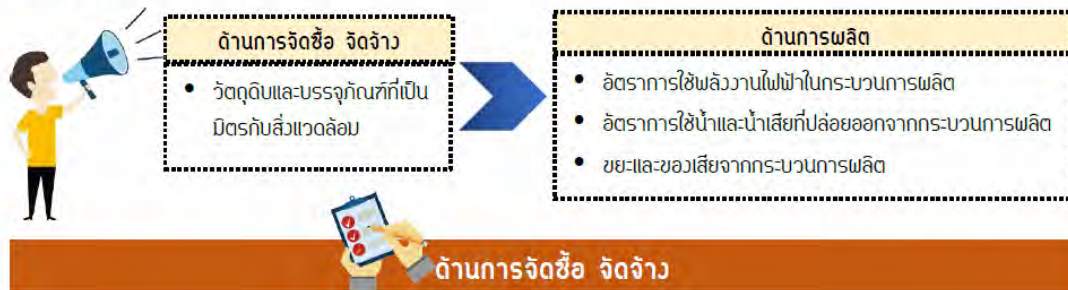 ด้านการจัดซื้อ จัดจ้าง
• วัตถุดิบและบรรจุภัณฑ์ที่เป็น
มิตรกับสิ่งแวดล้อม
ด้านการผลิต
• อัตราการใช้พลังงานไฟฟ้าในกระบวนการผลิต
• อัตราการใช้น้ำและน้ำเสียที่ปล่อยออกจากกระบวนการผลิต
• ขยะและของเสียจากกระบวนการผลิต
ด้านการจัดซื้อ จัดจ้าง